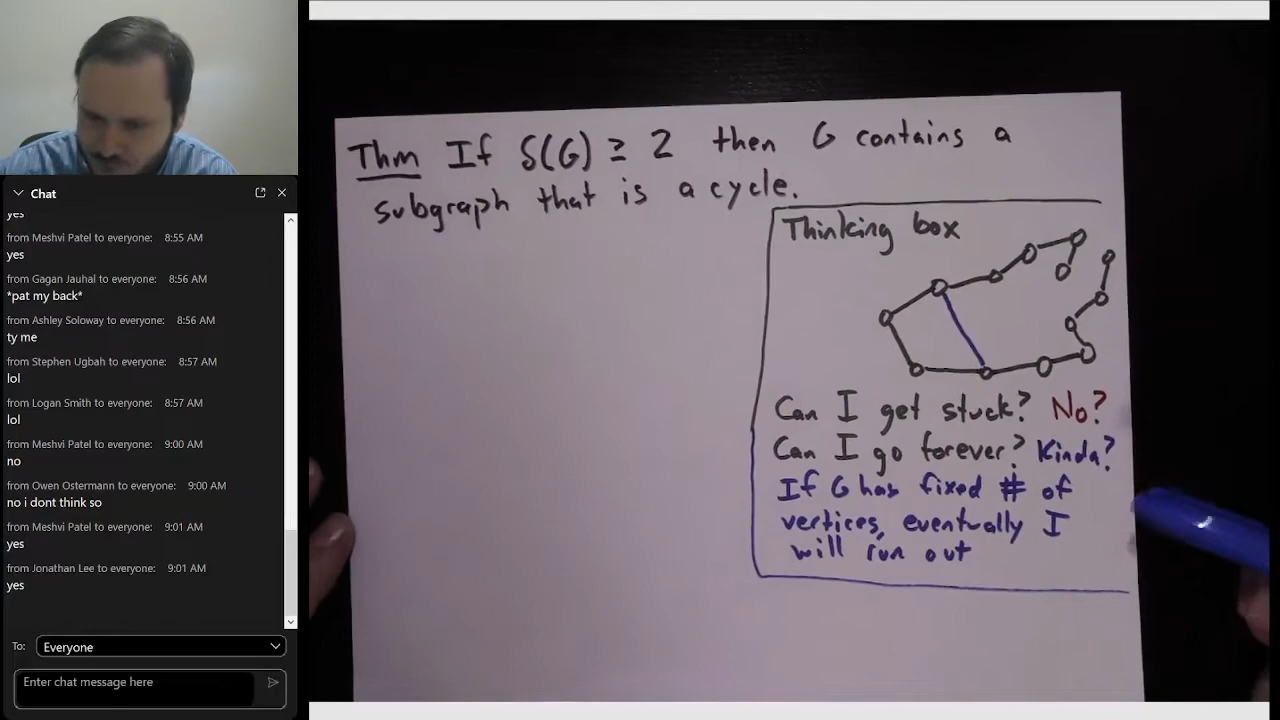 Chat
yes
from Meshvi Patel to everyone: 8:55 AM
yes
from Gagan Jauhal to everyone: 8:56 AM
*pat my back*
from Ashley Soloway to everyone: 8:56 AM
ty me
from Stephen Ugbah to everyone: 8:57 AM
lol
from Logan Smith to everyone: 8:57 AM
lol
from Meshvi Patel to everyone: 9:00 AM
no
from Owen Ostermann to everyone: 9:00 AM
no i dont think so
from Meshvi Patel to everyone: 9:01 AM
yes
from Jonathan Lee to everyone: 9:01 AM
yes
To: Everyone
Enter chat message here
Thm If δ(G) ≥ 2 then G contains a
subgraph that is a cycle.
Thinking box
Can I get stuck? No?
Can I go forever? Kinda?
If G has fixed # of
vertices, eventually I
will run out